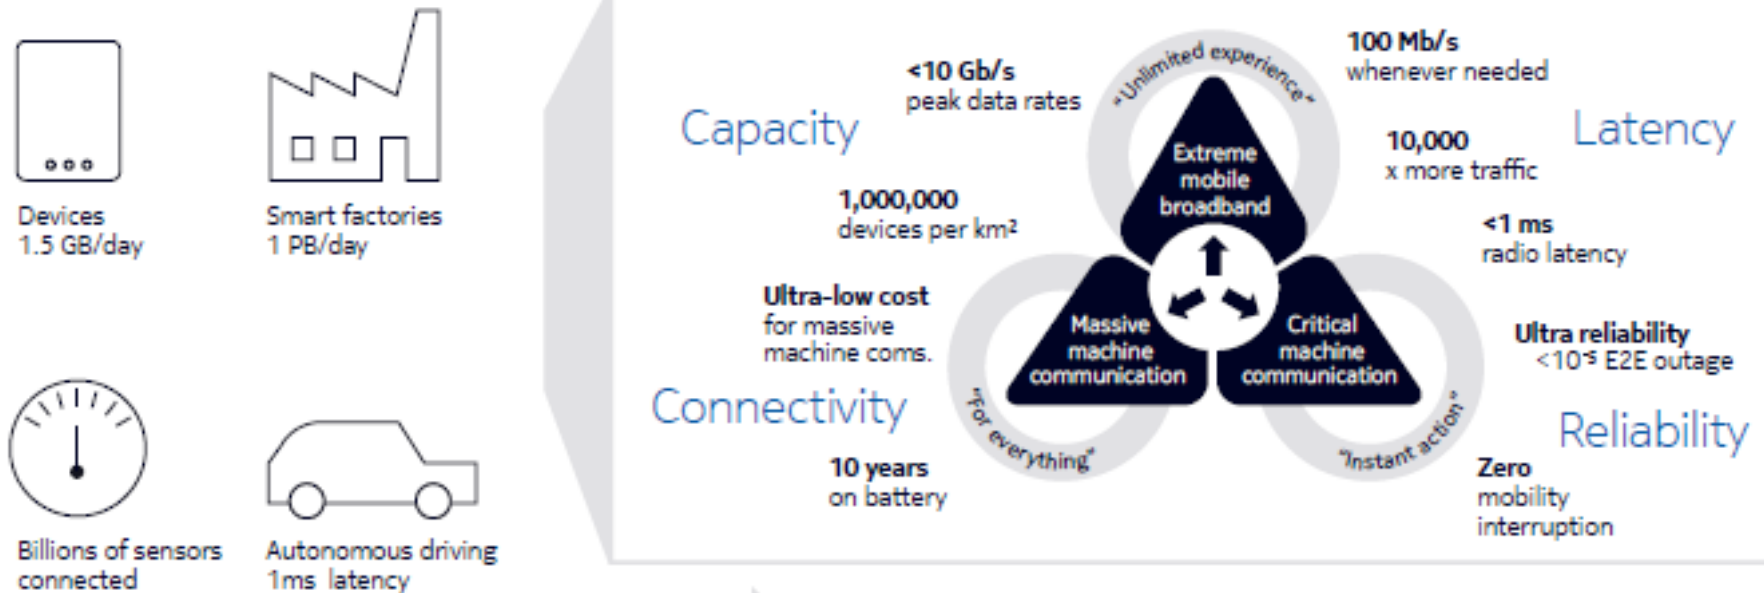 Devices
1.5 GB/day
Smart factories
1 PB/day
Billions of sensors
connected
Autonomous driving
1ms latency
Capacity
<10 Gb/s
peak data rates
1,000,000
devices per km²
Ultra-low cost
for massive
machine coms.
Connectivity
10 years
on battery
"Unlimited experience"
Extreme
mobile
broadband
Massive
machine
communication
Critical
machine
communication
"For everything"
"Instant action"
100 Mb/s
whenever needed
Latency
10,000
x more traffic
<1 ms
radio latency
Ultra reliability
<10⁻⁵ E2E outage
Reliability
Zero
mobility
interruption